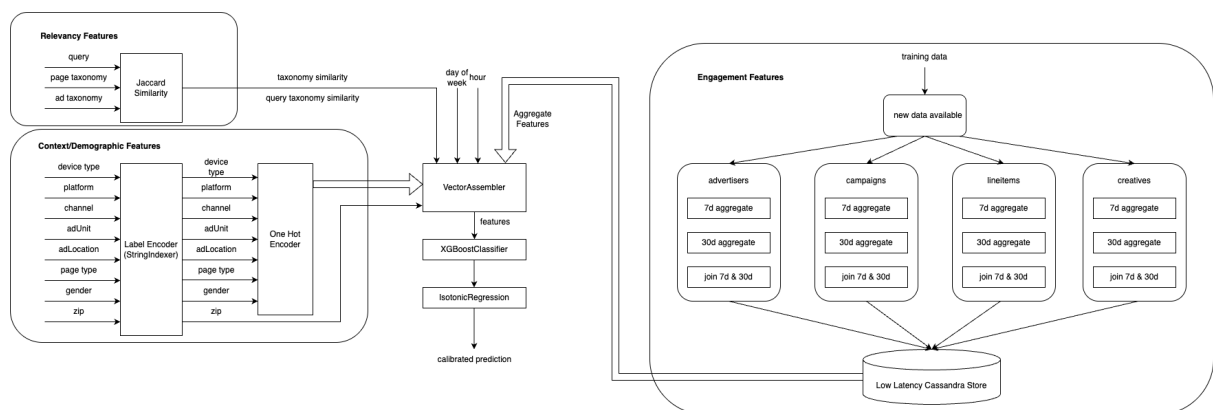 Relevancy Features
query
page taxonomy
ad taxonomy
Jaccard
Similarity
taxonomy similarity
query taxonomy similarity
Context/Demographic Features
device type
platform
channel
adUnit
adLocation
page type
gender
zip
Label Encoder
(StringIndexer)
device
type
platform
channel
adUnit
adLocation
page type
gender
zip
One Hot
Encoder
day of
week
hour
Aggregate
Features
VectorAssembler
features
XGBoostClassifier
IsotonicRegression
calibrated prediction
Engagement Features
training data
new data available
advertisers
7d aggregate
30d aggregate
join 7d & 30d
campaigns
7d aggregate
30d aggregate
join 7d & 30d
lineitems
7d aggregate
30d aggregate
join 7d & 30d
creatives
7d aggregate
30d aggregate
join 7d & 30d
Low Latency Cassandra Store